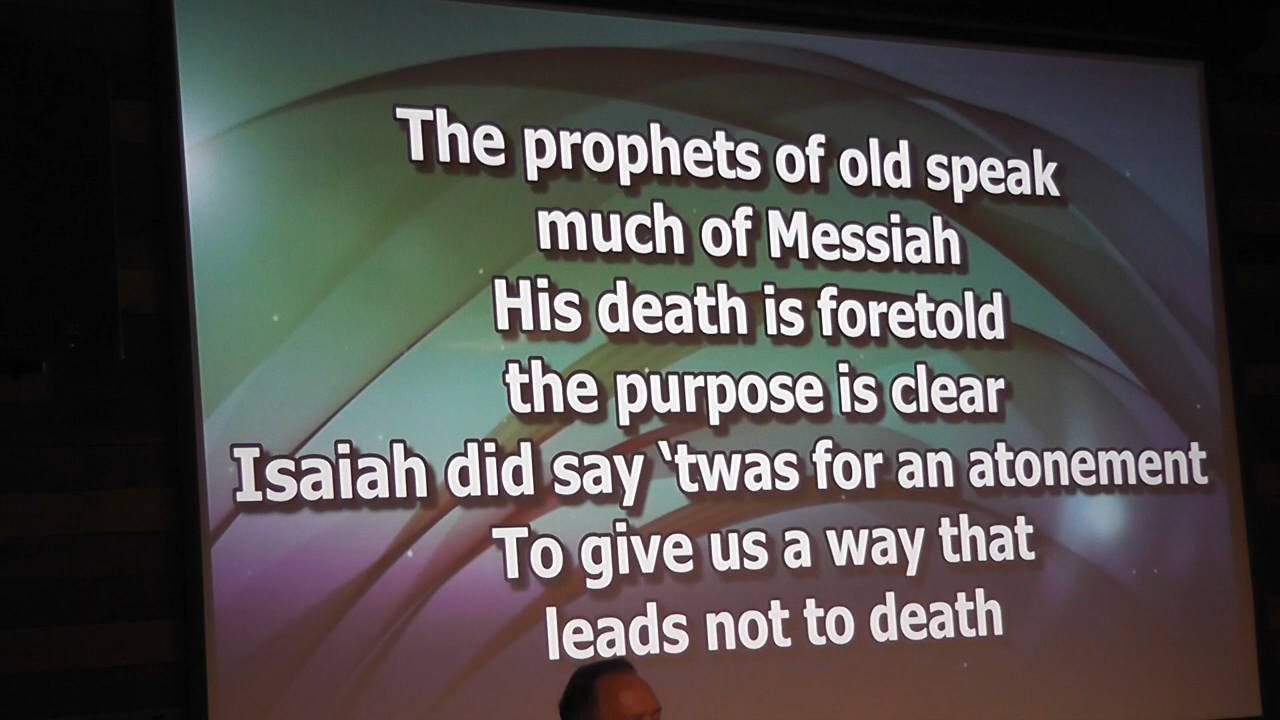 The prophets of old speak
much of Messiah
His death is foretold
the purpose is clear
Isaiah did say ‘twas for an atonement
To give us a way that
leads not to death